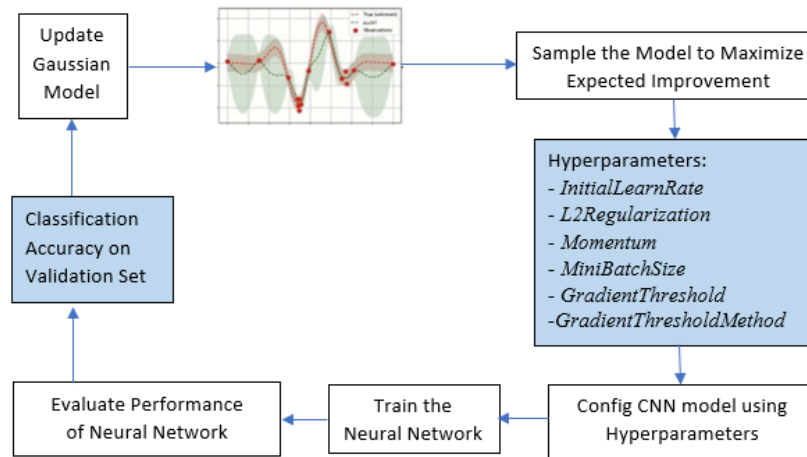 Update
Gaussian
Model
True (unknown)
Observations
Sample the Model to Maximize
Expected Improvement
Hyperparameters:
- InitialLearnRate
- L2Regularization
- Momentum
- MiniBatchSize
- GradientThreshold
-GradientThresholdMethod
Classification
Accuracy on
Validation Set
Evaluate Performance
of Neural Network
Train the
Neural Network
Config CNN model using
Hyperparameters